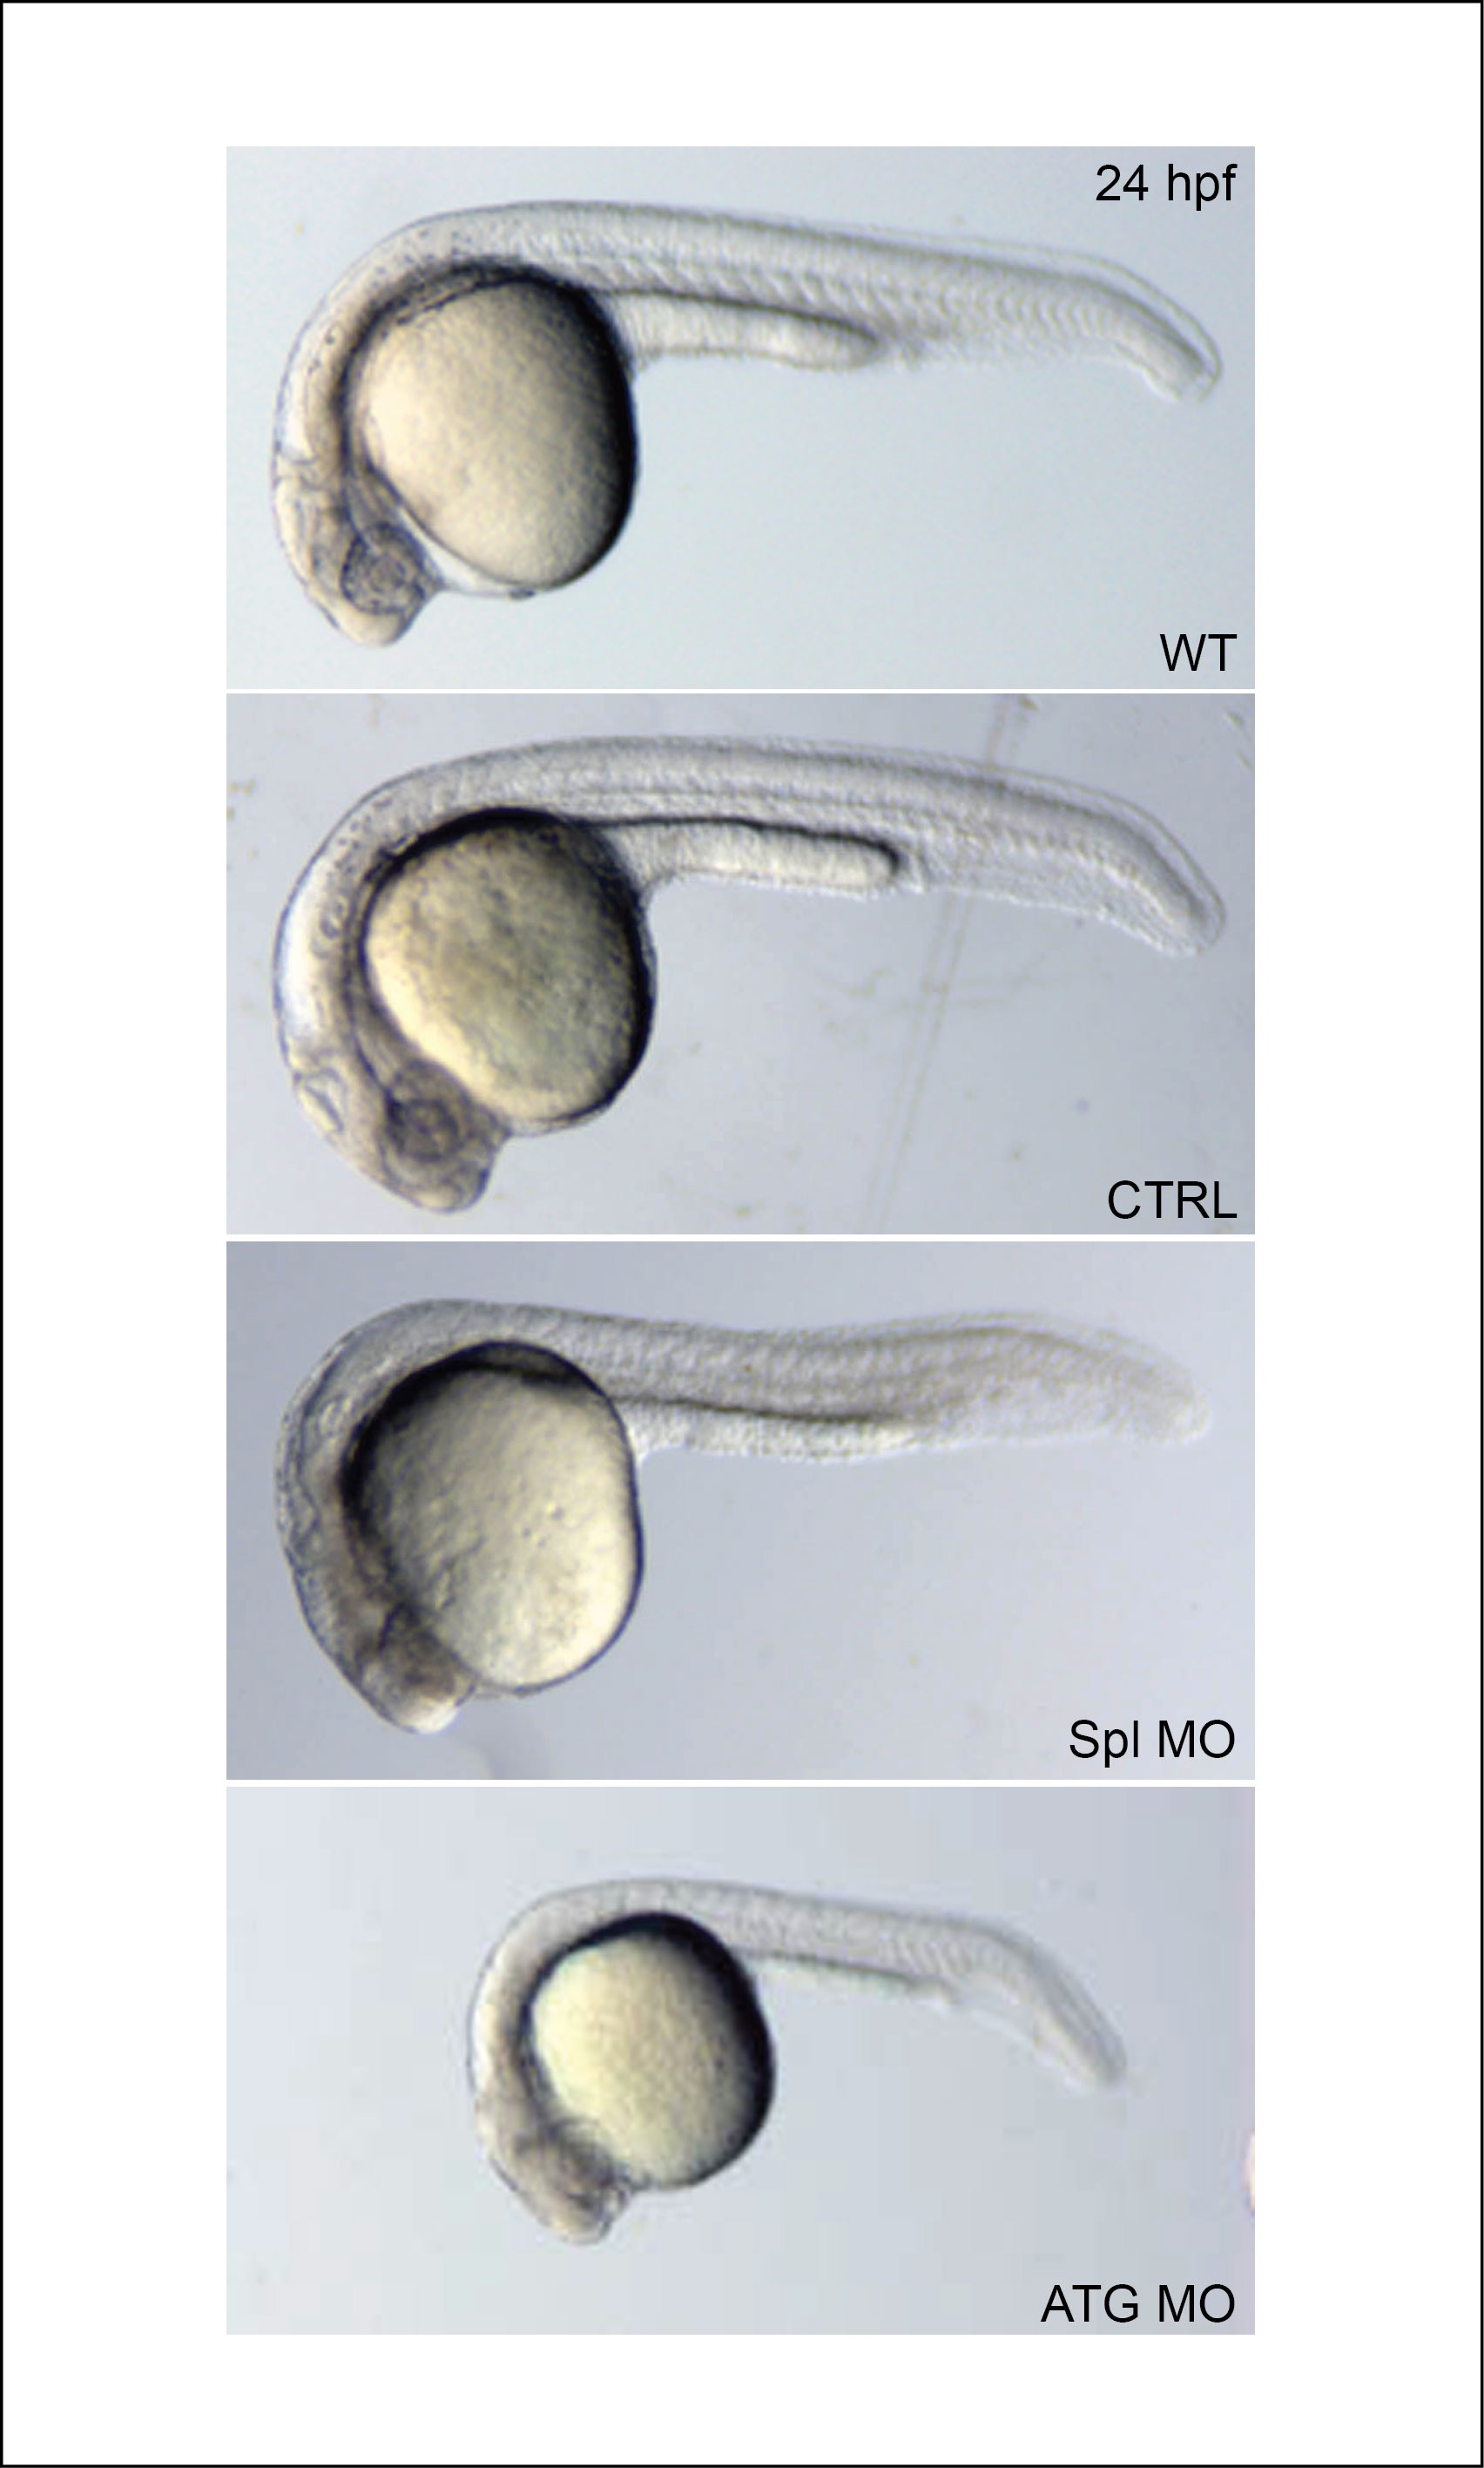 24 hpf
WT
CTRL
Spl MO
ATG MO